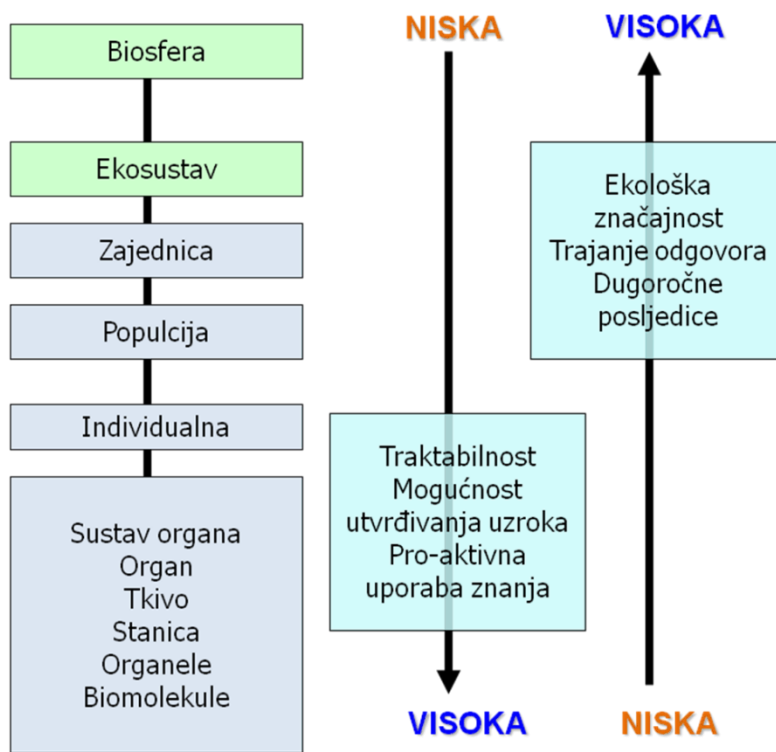 Biosfera
Ekosustav
Zajednica
Populcija
Individualna
Sustav organa
Organ
Tkivo
Stanica
Organele
Biomolekule
NISKA
Traktabilnost
Mogućnost
utvrđivanja uzroka
Pro-aktivna
uporaba znanja
VISOKA
VISOKA
Ekološka
značajnost
Trajanje odgovora
Dugoročne
posljedice
NISKA